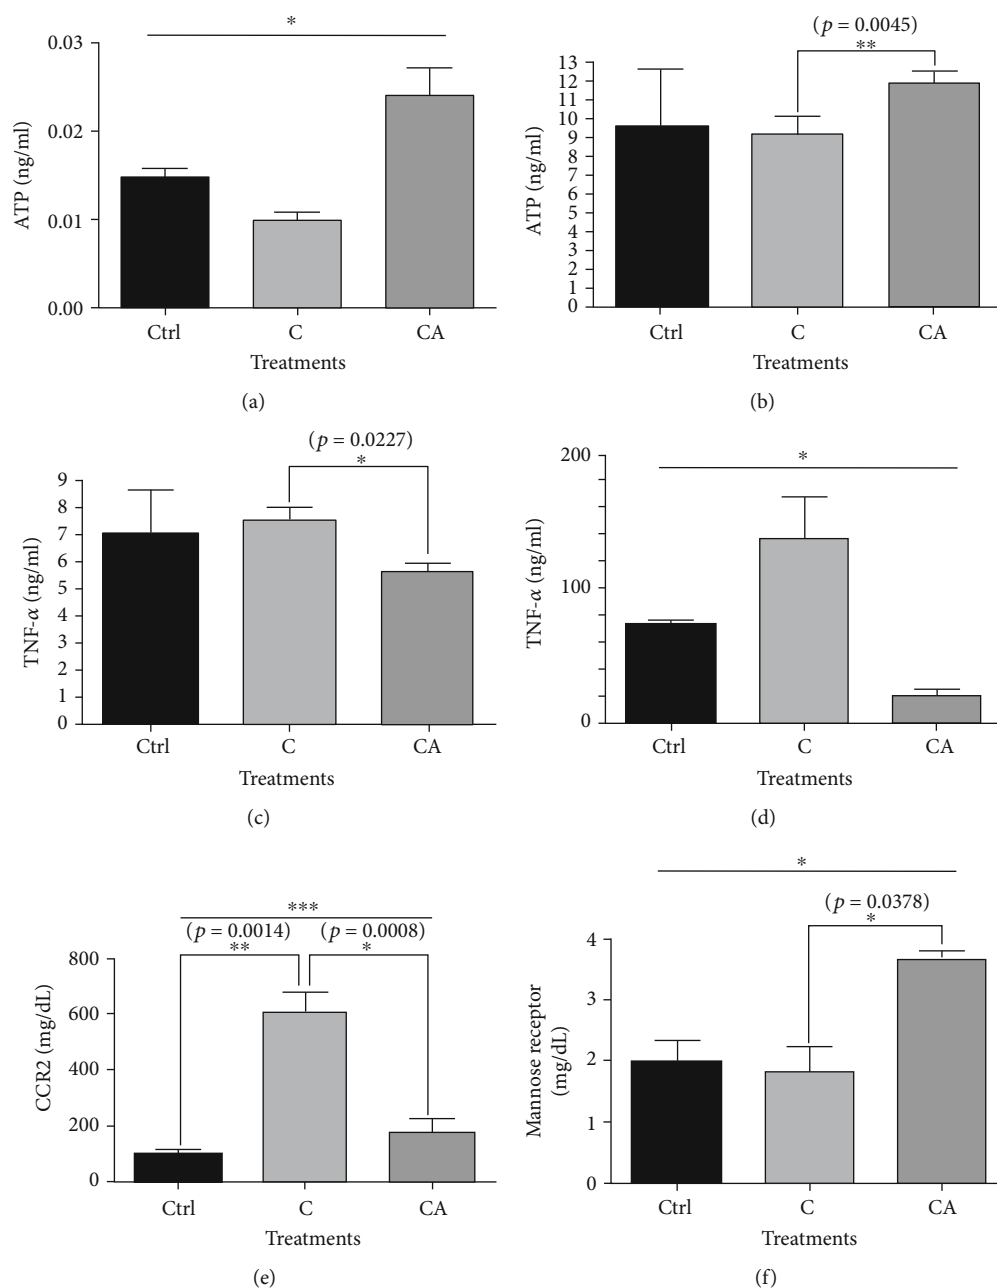 *
0.03
0.02
0.01
0.00
ATP (ng/ml)
Ctrl C CA
Treatments
(a)
(p = 0.0045)
**
13
12
11
10
9
8
7
6
5
4
3
2
1
0
ATP (ng/ml)
Ctrl C CA
Treatments
(b)
(p = 0.0227)
*
9
8
7
6
5
4
3
2
1
0
TNF-α (ng/ml)
Ctrl C CA
Treatments
(c)
*
200
100
0
TNF-α (ng/ml)
Ctrl C CA
Treatments
(d)
***
(p = 0.0014) (p = 0.0008)
** *
800
600
400
200
0
CCR2 (mg/dL)
Ctrl C CA
Treatments
(e)
*
(p = 0.0378)
*
4
3
2
1
0
Mannose receptor
(mg/dL)
Ctrl C CA
Treatments
(f)